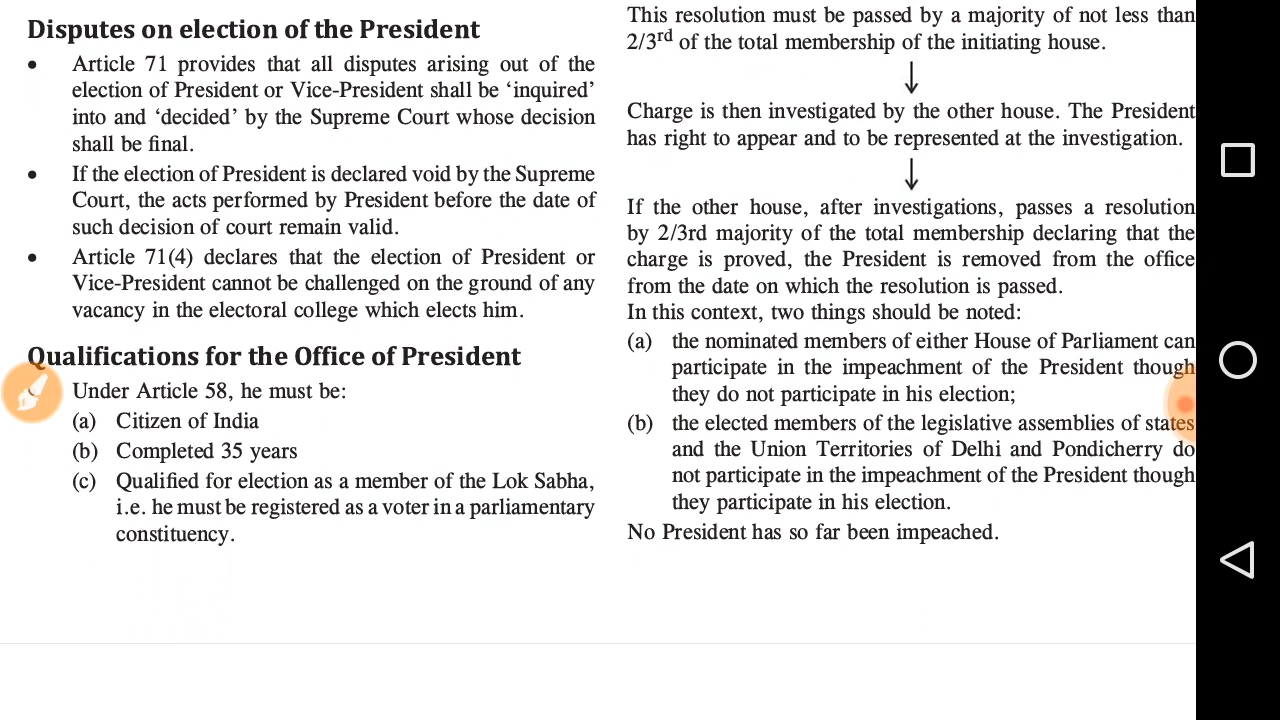 Disputes on election of the President
• Article 71 provides that all disputes arising out of the
election of President or Vice-President shall be ‘inquired’
into and ‘decided’ by the Supreme Court whose decision
shall be final.
• If the election of President is declared void by the Supreme
Court, the acts performed by President before the date of
such decision of court remain valid.
• Article 71(4) declares that the election of President or
Vice-President cannot be challenged on the ground of any
vacancy in the electoral college which elects him.
Qualifications for the Office of President
Under Article 58, he must be:
(a) Citizen of India
(b) Completed 35 years
(c) Qualified for election as a member of the Lok Sabha,
i.e. he must be registered as a voter in a parliamentary
constituency.
This resolution must be passed by a majority of not less than
2/3rd of the total membership of the initiating house.
↓
Charge is then investigated by the other house. The President
has right to appear and to be represented at the investigation.
↓
If the other house, after investigations, passes a resolution
by 2/3rd majority of the total membership declaring that the
charge is proved, the President is removed from the office
from the date on which the resolution is passed.
In this context, two things should be noted:
(a) the nominated members of either House of Parliament can
participate in the impeachment of the President though
they do not participate in his election;
(b) the elected members of the legislative assemblies of states
and the Union Territories of Delhi and Pondicherry do
not participate in the impeachment of the President though
they participate in his election.
No President has so far been impeached.